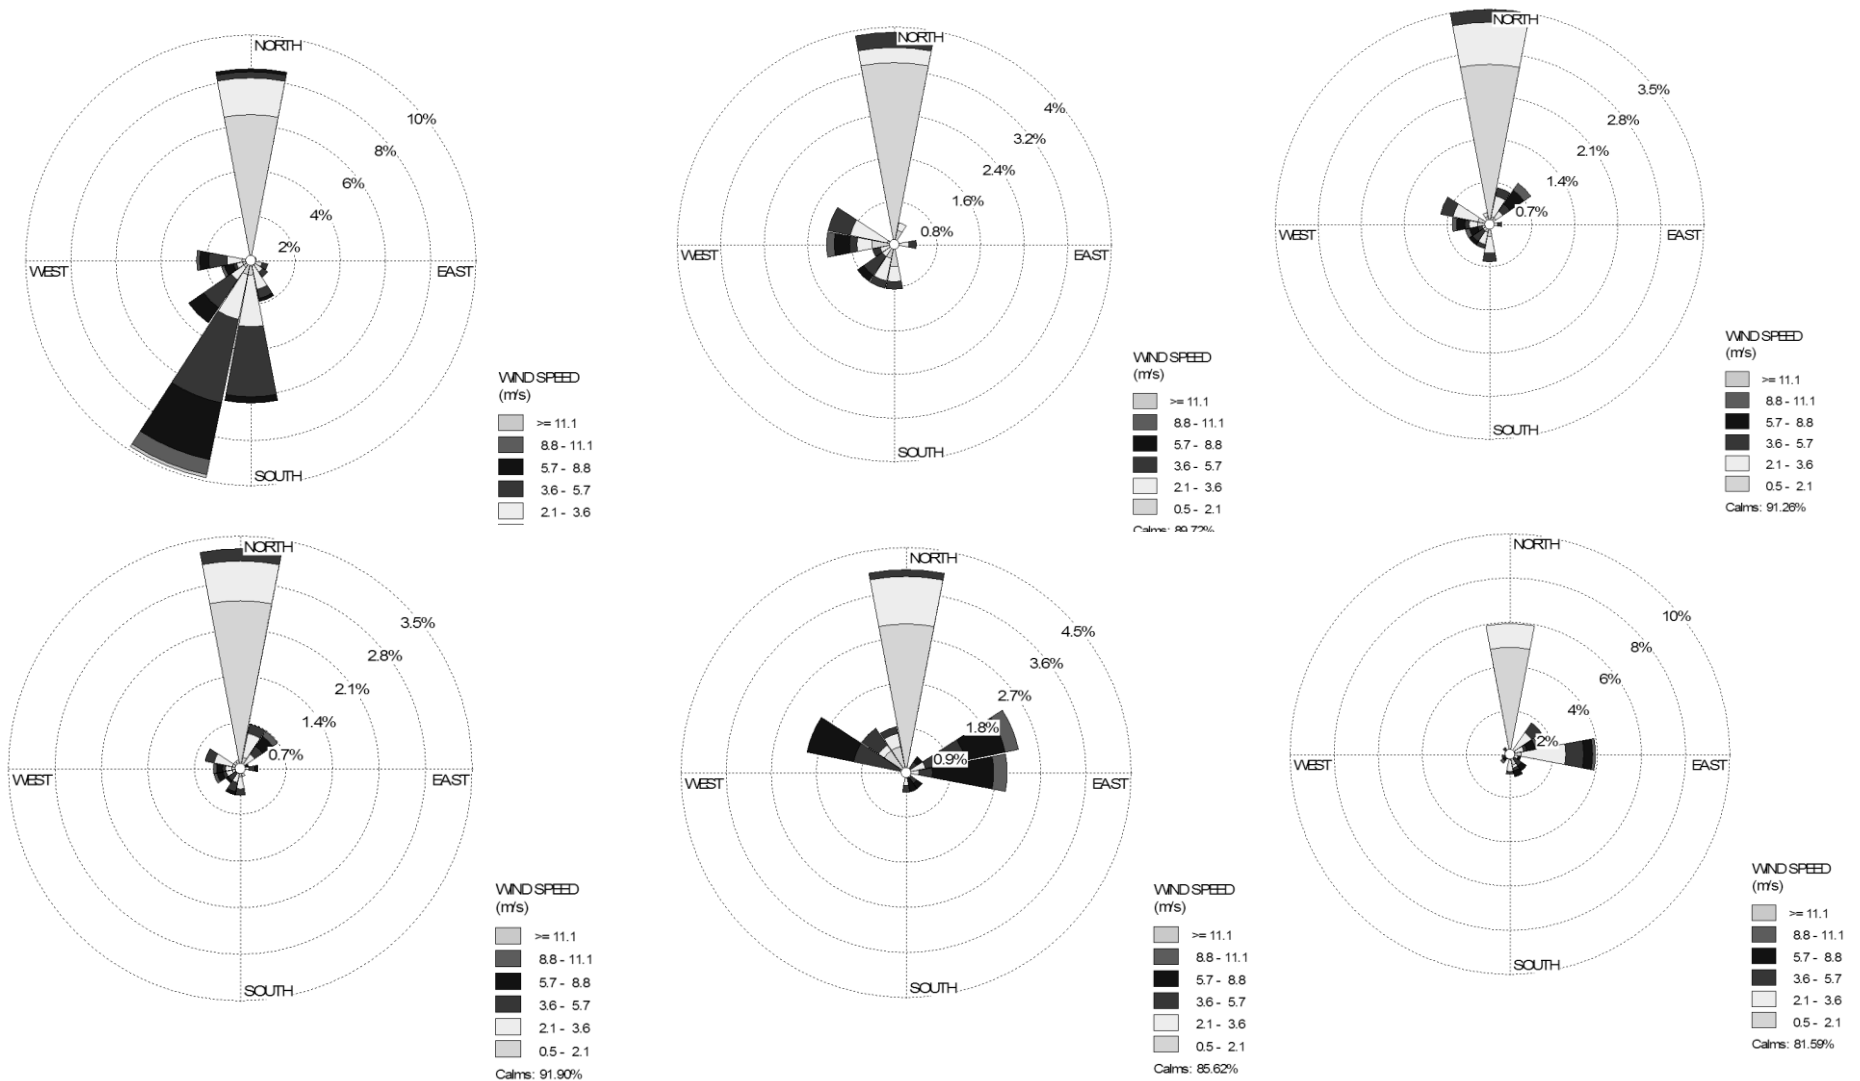 NORTH
10%
8%
6%
4%
2%
WEST
EAST
SOUTH
WIND SPEED
(m/s)
>= 11.1
8.8 - 11.1
5.7 - 8.8
3.6 - 5.7
2.1 - 3.6
NORTH
4%
3.2%
2.4%
1.6%
0.8%
WEST
EAST
SOUTH
WIND SPEED
(m/s)
>= 11.1
8.8 - 11.1
5.7 - 8.8
3.6 - 5.7
2.1 - 3.6
0.5 - 2.1
Calms: 89.72%
NORTH
3.5%
2.8%
2.1%
1.4%
0.7%
WEST
EAST
SOUTH
WIND SPEED
(m/s)
>= 11.1
8.8 - 11.1
5.7 - 8.8
3.6 - 5.7
2.1 - 3.6
0.5 - 2.1
Calms: 91.26%
NORTH
3.5%
2.8%
2.1%
1.4%
0.7%
WEST
EAST
SOUTH
WIND SPEED
(m/s)
>= 11.1
8.8 - 11.1
5.7 - 8.8
3.6 - 5.7
2.1 - 3.6
0.5 - 2.1
Calms: 91.90%
NORTH
4.5%
3.6%
2.7%
1.8%
0.9%
WEST
EAST
SOUTH
WIND SPEED
(m/s)
>= 11.1
8.8 - 11.1
5.7 - 8.8
3.6 - 5.7
2.1 - 3.6
0.5 - 2.1
Calms: 85.62%
NORTH
10%
8%
6%
4%
2%
WEST
EAST
SOUTH
WIND SPEED
(m/s)
>= 11.1
8.8 - 11.1
5.7 - 8.8
3.6 - 5.7
2.1 - 3.6
0.5 - 2.1
Calms: 81.59%